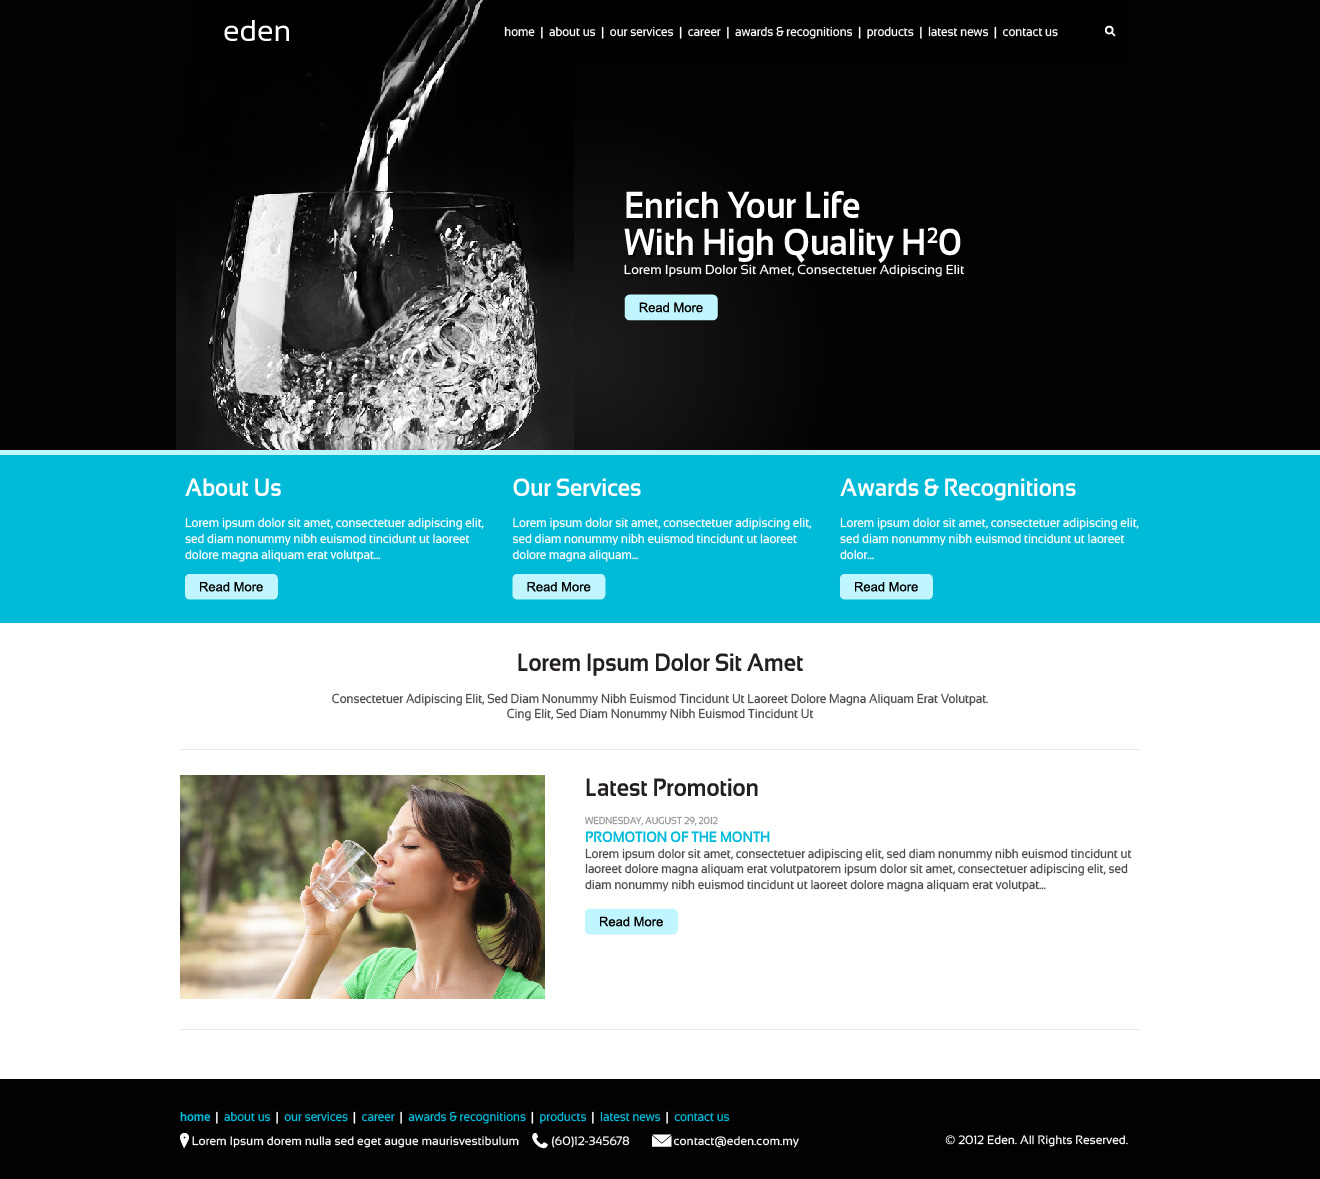 eden
home | about us | our services | career | awards & recognitions | products | latest news | contact us
Enrich Your Life
With High Quality H²0
Lorem Ipsum Dolor Sit Amet, Consectetuer Adipiscing Elit
Read More
About Us
Lorem ipsum dolor sit amet, consectetuer adipiscing elit,
sed diam nonummy nibh euismod tincidunt ut laoreet
dolore magna aliquam erat volutpat...
Read More
Our Services
Lorem ipsum dolor sit amet, consectetuer adipiscing elit,
sed diam nonummy nibh euismod tincidunt ut laoreet
dolore magna aliquam...
Read More
Awards & Recognitions
Lorem ipsum dolor sit amet, consectetuer adipiscing elit,
sed diam nonummy nibh euismod tincidunt ut laoreet
dolor...
Read More
Lorem Ipsum Dolor Sit Amet
Consectetuer Adipiscing Elit, Sed Diam Nonummy Nibh Euismod Tincidunt Ut Laoreet Dolore Magna Aliquam Erat Volutpat.
Cing Elit, Sed Diam Nonummy Nibh Euismod Tincidunt Ut
Latest Promotion
WEDNESDAY, AUGUST 29, 2012
PROMOTION OF THE MONTH
Lorem ipsum dolor sit amet, consectetuer adipiscing elit, sed diam nonummy nibh euismod tincidunt ut
laoreet dolore magna aliquam erat volutpatorem ipsum dolor sit amet, consectetuer adipiscing elit, sed
diam nonummy nibh euismod tincidunt ut laoreet dolore magna aliquam erat volutpat...
Read More
home | about us | our services | career | awards & recognitions | products | latest news | contact us
Lorem Ipsum dorem nulla sed eget augue maurisvestibulum (60)12-345678 contact@eden.com.my
© 2012 Eden. All Rights Reserved.